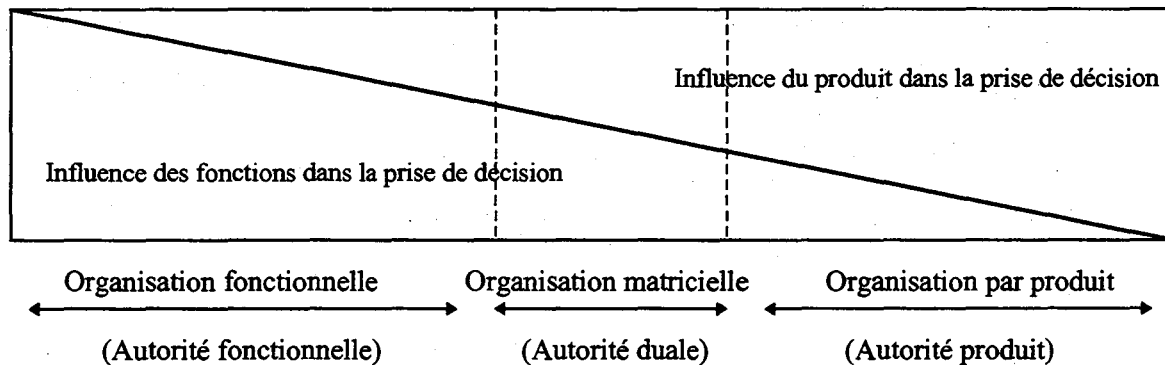 Influence du produit dans la prise de décision
Influence des fonctions dans la prise de décision
Organisation fonctionnelle
Organisation matricielle
Organisation par produit
(Autorité fonctionnelle)
(Autorité duale)
(Autorité produit)